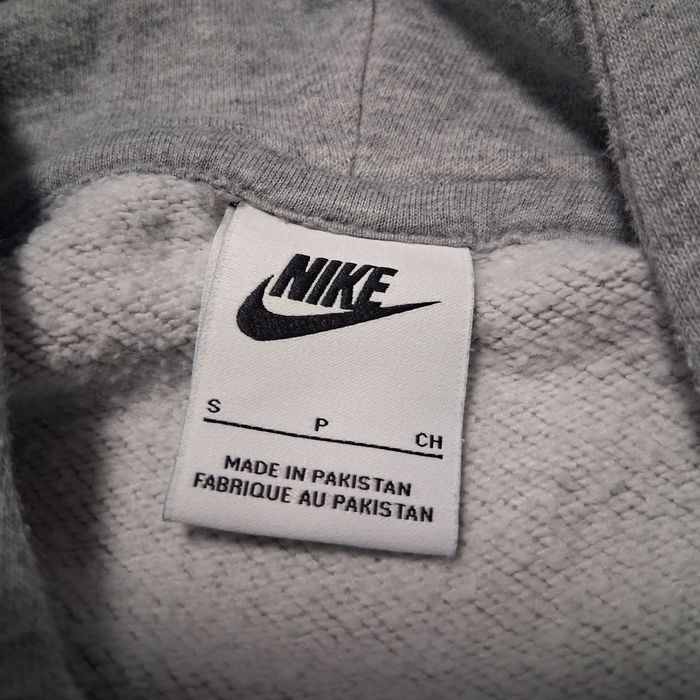 NIKE
S P CH
MADE IN PAKISTAN
FABRIQUE AU PAKISTAN